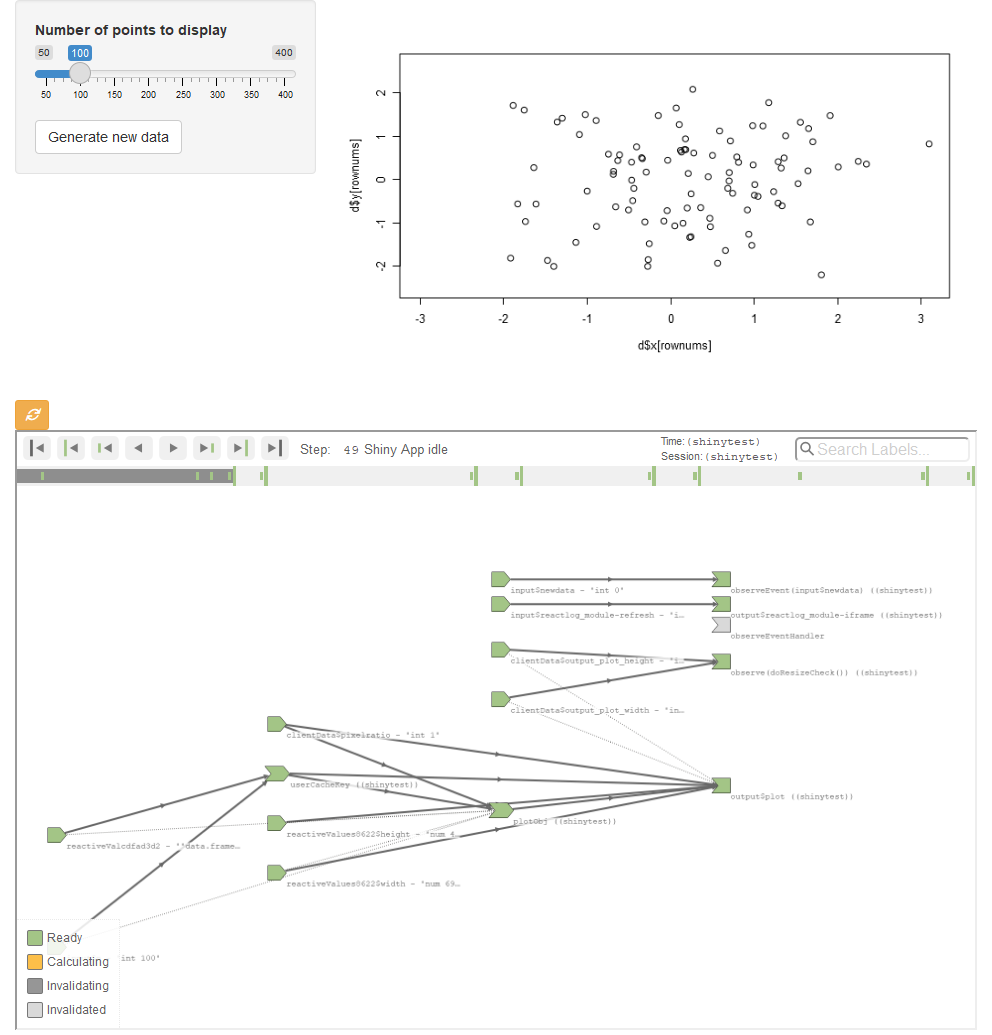 Number of points to display
50 100 400
50 100 150 200 250 300 350 400
Generate new data
d$y[rownums]
2
1
0
-1
-2
-3 -2 -1 0 1 2 3
d$x[rownums]
Step: 49 Shiny App idle
Time: (shinytest)
Session: (shinytest)
Search Labels...
input$newdata - 'int 0'
observeEvent(input$newdata) ((shinytest))
input$reactlog_module-refresh - 'i…
output$reactlog_module-iframe ((shinytest))
observeEventHandler
clientData$output_plot_height - 'i…
observe(doResizeCheck()) ((shinytest))
clientData$output_plot_width - 'in…
clientData$pixelratio - 'int 1'
userCacheKey ((shinytest))
output$plot ((shinytest))
plotObj ((shinytest))
reactiveValues8622$height - 'num 4…
reactiveValcdfad3d2 - ''data.frame…
reactiveValues8622$width - 'num 69…
Ready
'int 100'
Calculating
Invalidating
Invalidated